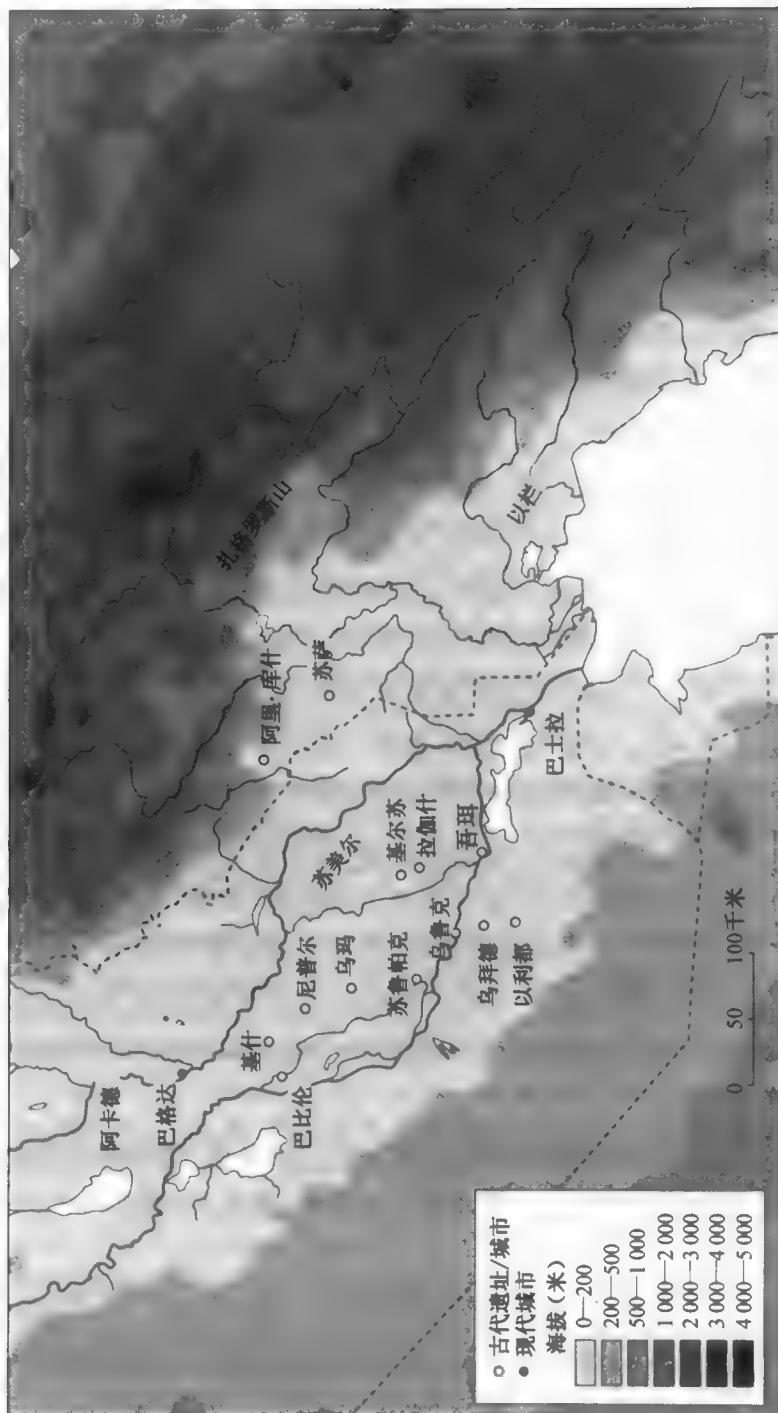 扎格罗斯山
阿里·库什
苏萨
以拦
阿卡德
巴格达
基什
巴比伦
尼普尔
乌玛
苏美尔
基尔苏
拉伽什
苏鲁帕克
乌鲁克
吾珥
乌拜德
以利都
巴士拉
0 50 100千米
古代遗址/城市
现代城市
海拔(米)
0—200
200—500
500—1 000
1 000—2 000
2 000—3 000
3 000—4 000
4 000—5 000